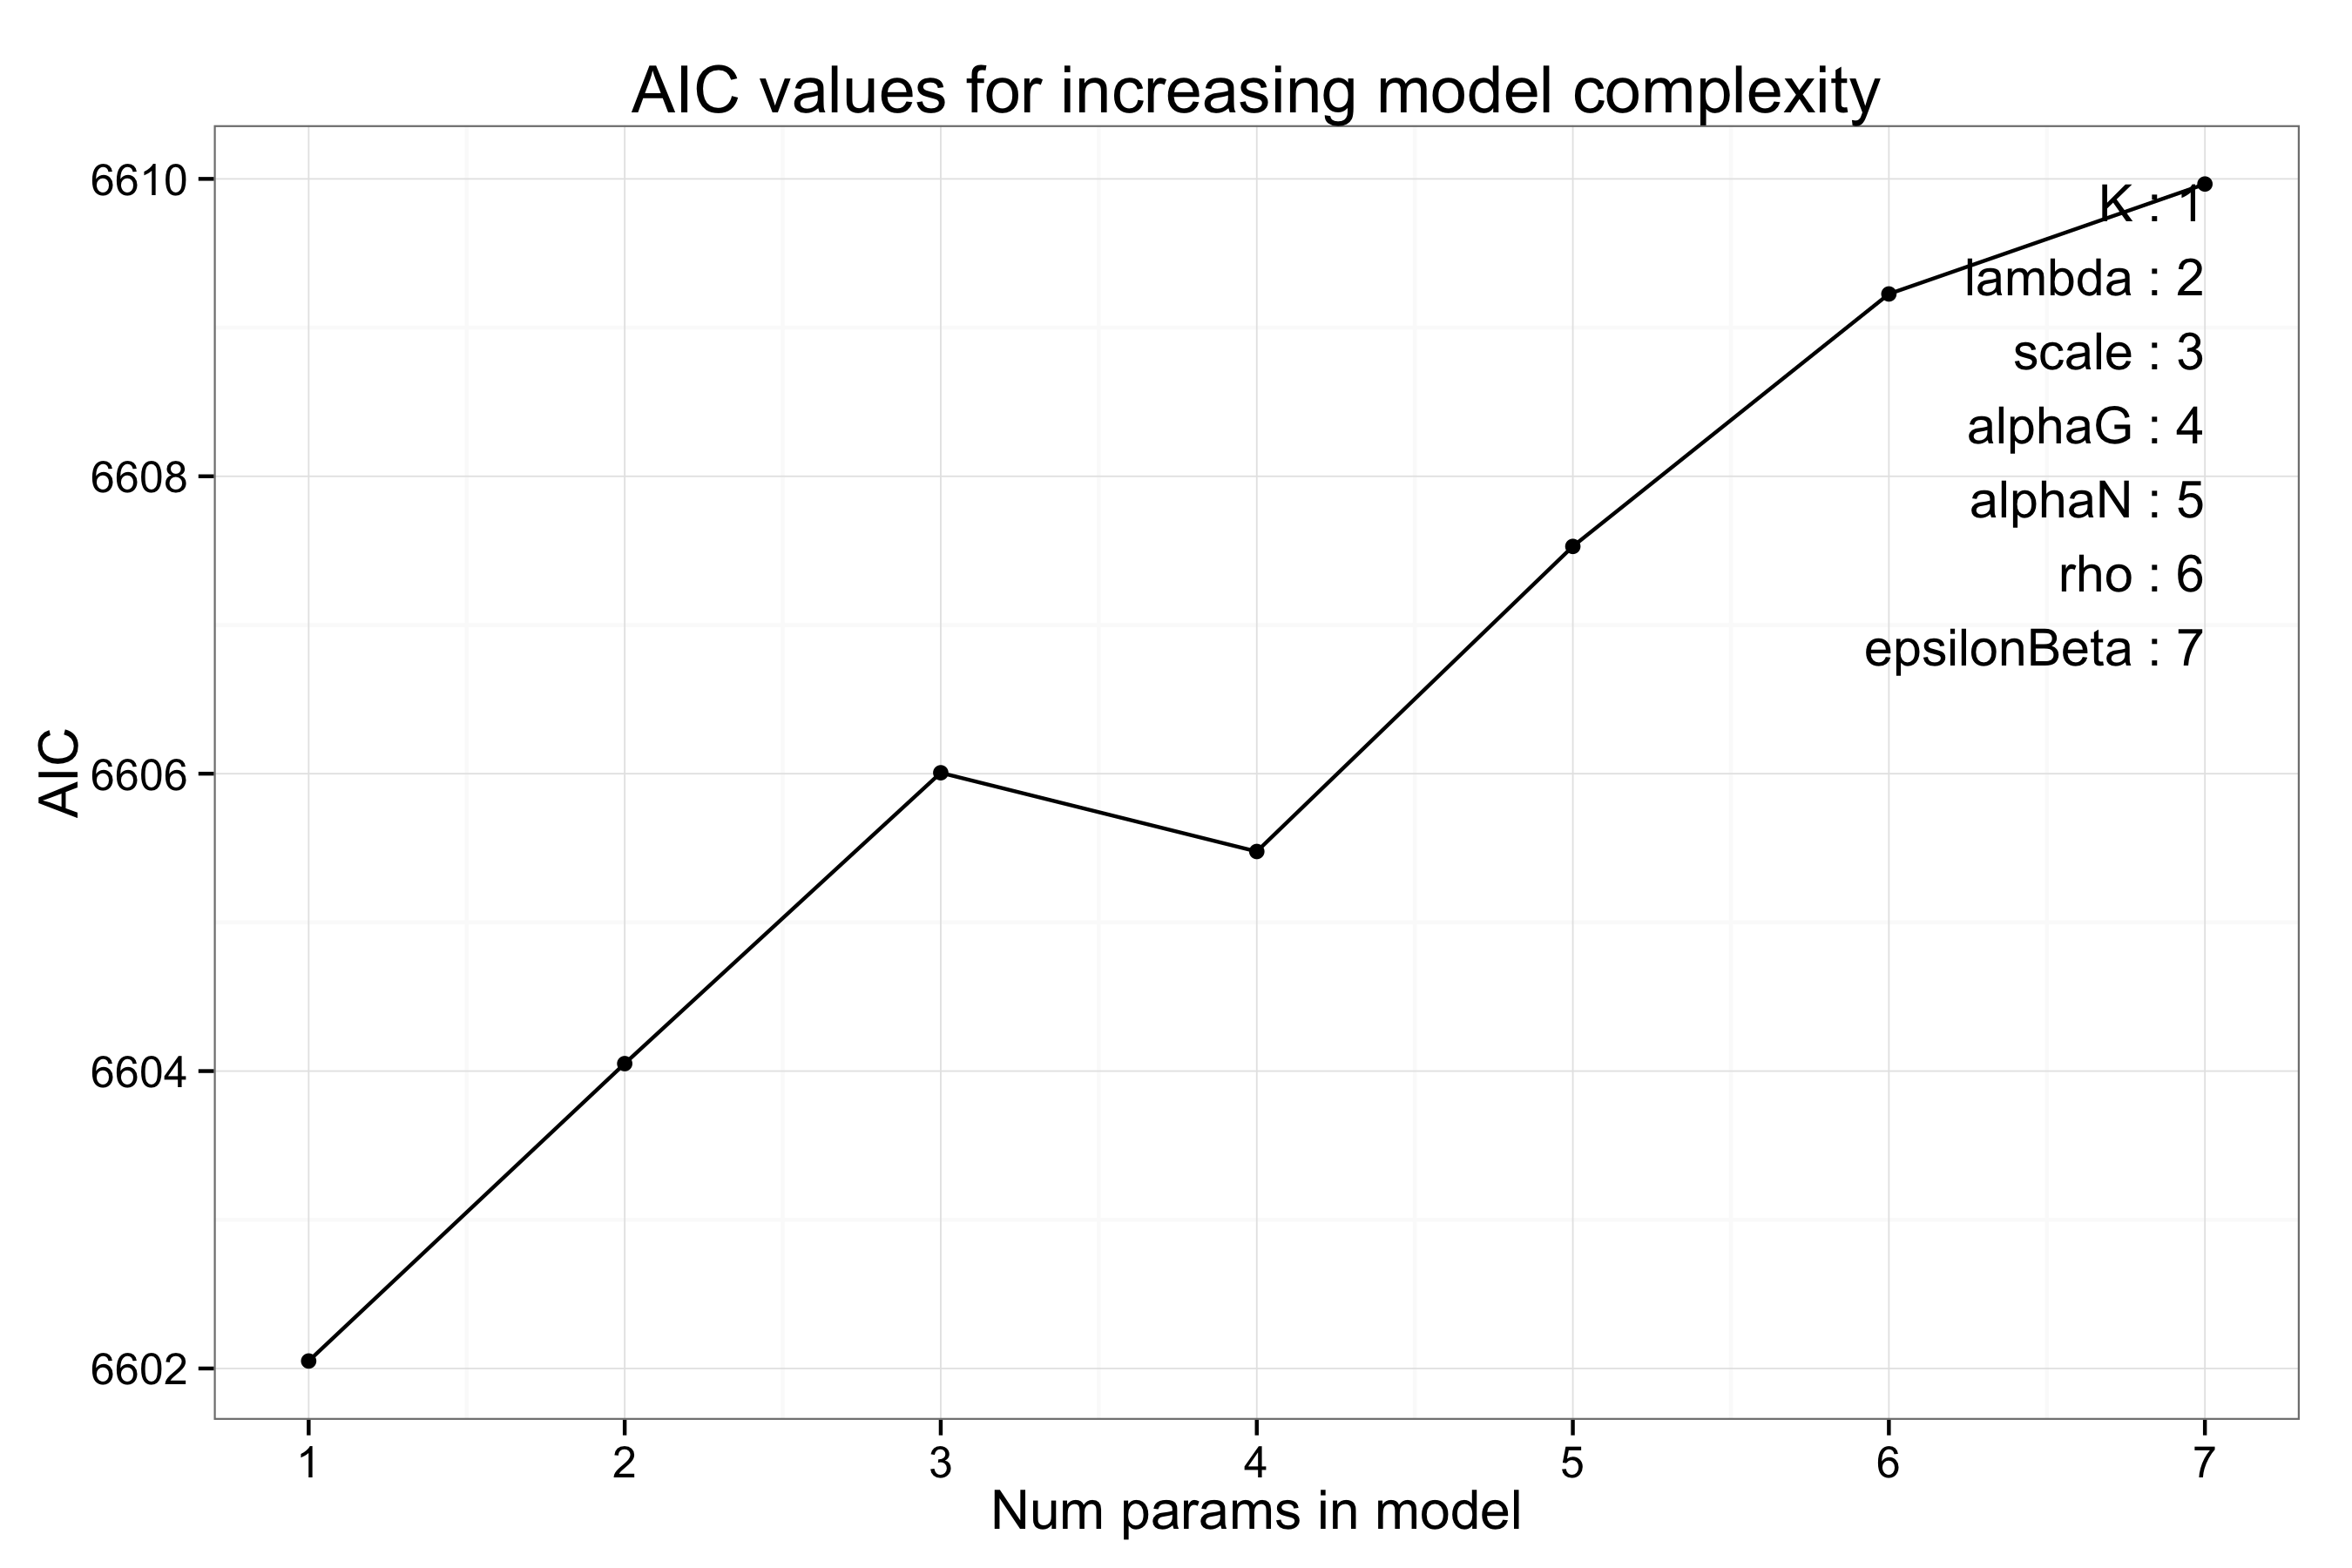 AIC values for increasing model complexity
6610
6608
6606
6604
6602
AIC
K : 1
lambda : 2
scale : 3
alphaG : 4
alphaN : 5
rho : 6
epsilonBeta : 7
1 2 3 4 5 6 7
Num params in model